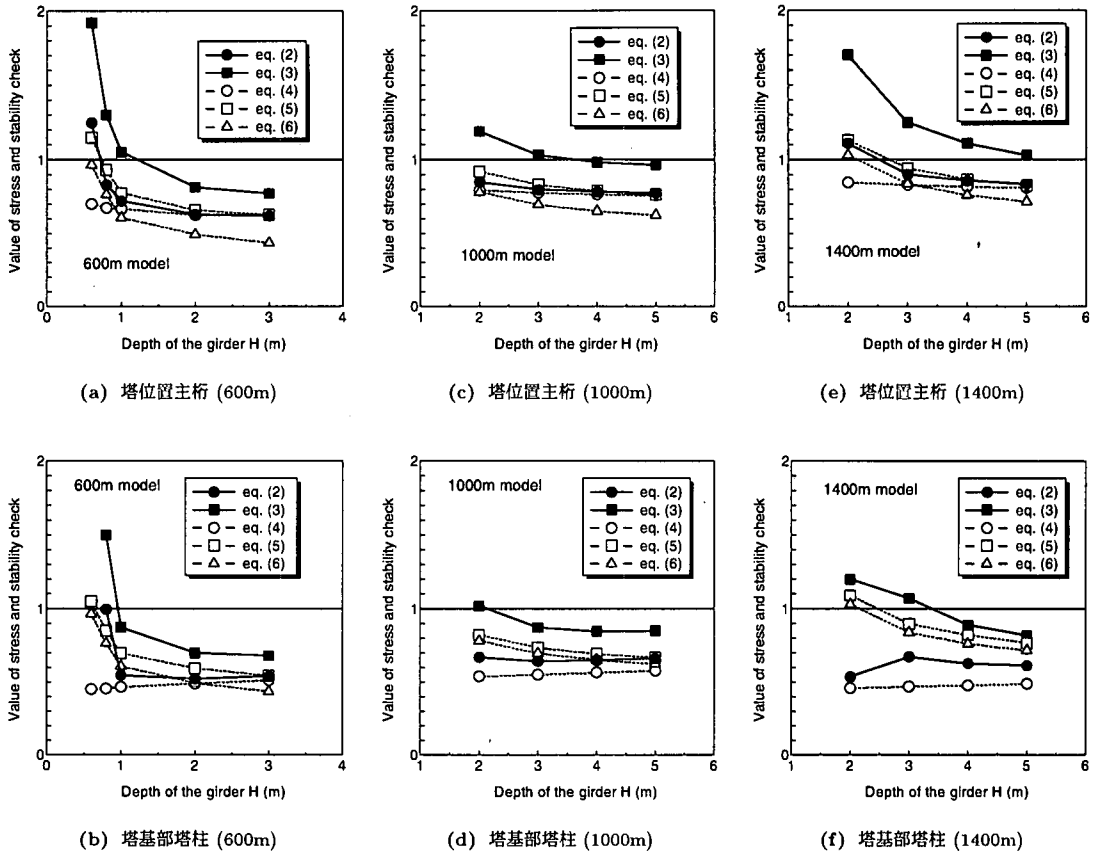 Value of stress and stability check
2
1
0
0
1
2
3
4
eq. (2)
eq. (3)
eq. (4)
eq. (5)
eq. (6)
600m model
Depth of the girder H (m)
(a) 塔位置主桁 (600m)
Value of stress and stability check
2
1
0
1
2
3
4
5
6
eq. (2)
eq. (3)
eq. (4)
eq. (5)
eq. (6)
1000m model
Depth of the girder H (m)
(c) 塔位置主桁 (1000m)
Value of stress and stability check
2
1
0
1
2
3
4
5
6
eq. (2)
eq. (3)
eq. (4)
eq. (5)
eq. (6)
1400m model
Depth of the girder H (m)
(e) 塔位置主桁 (1400m)
Value of stress and stability check
2
1
0
0
1
2
3
4
600m model
eq. (2)
eq. (3)
eq. (4)
eq. (5)
eq. (6)
Depth of the girder H (m)
(b) 塔基部塔柱 (600m)
Value of stress and stability check
2
1
0
1
2
3
4
5
6
1000m model
eq. (2)
eq. (3)
eq. (4)
eq. (5)
eq. (6)
Depth of the girder H (m)
(d) 塔基部塔柱 (1000m)
Value of stress and stability check
2
1
0
1
2
3
4
5
6
1400m model
eq. (2)
eq. (3)
eq. (4)
eq. (5)
eq. (6)
Depth of the girder H (m)
(f) 塔基部塔柱 (1400m)